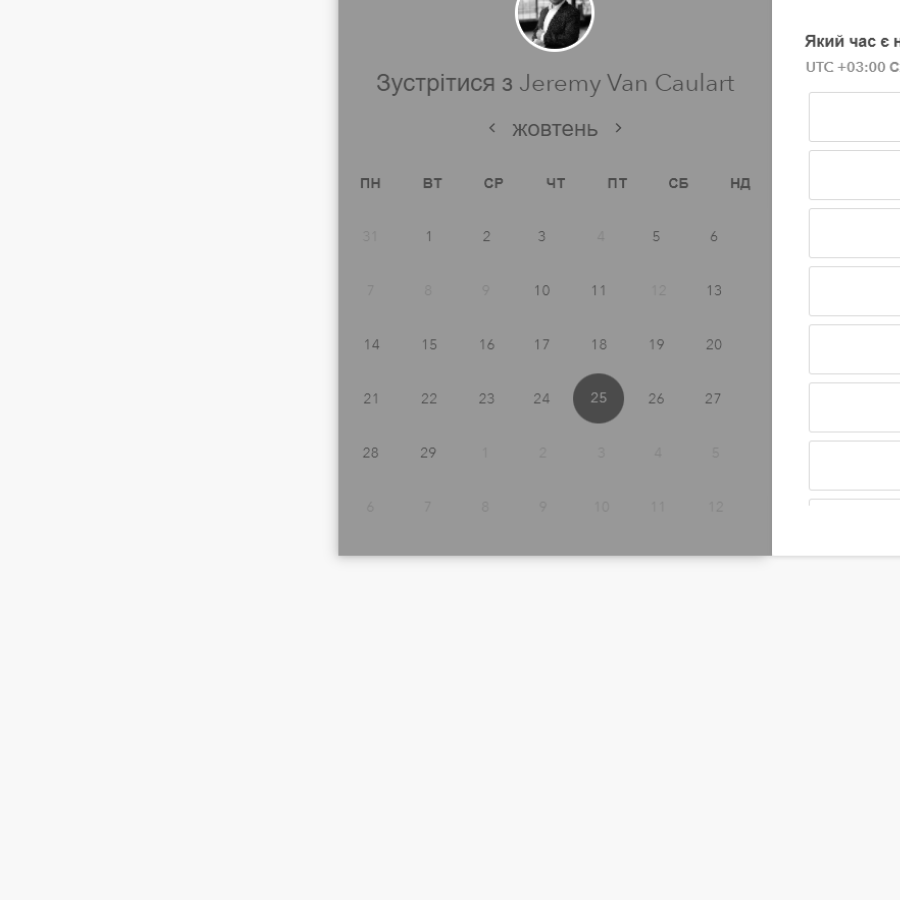 Зустрітися з Jeremy Van Caulart
жовтень
ПН ВТ СР ЧТ ПТ СБ НД
31 1 2 3 4 5 6
7 8 9 10 11 12 13
14 15 16 17 18 19 20
21 22 23 24 25 26 27
28 29 1 2 3 4 5
6 7 8 9 10 11 12
Який час є
UTC +03:00